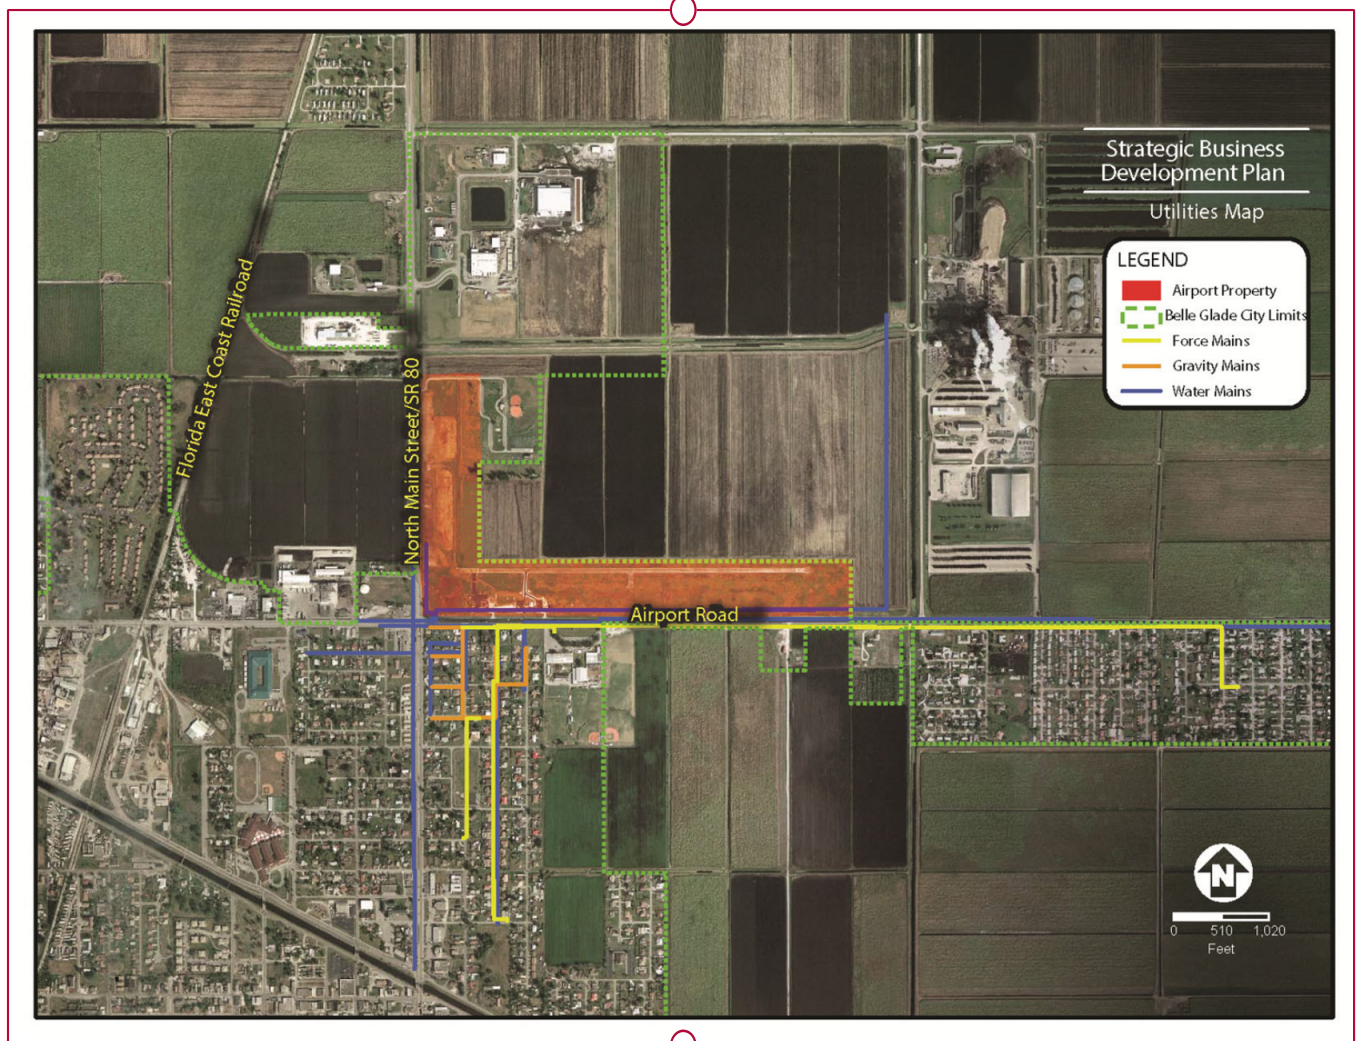 Strategic Business
Development Plan
Utilities Map
LEGEND
Airport Property
Belle Glade City Limits
Force Mains
Gravity Mains
Water Mains
Florida East Coast Railroad
North Main Street/SR 80
Airport Road
N
0 510 1,020
Feet